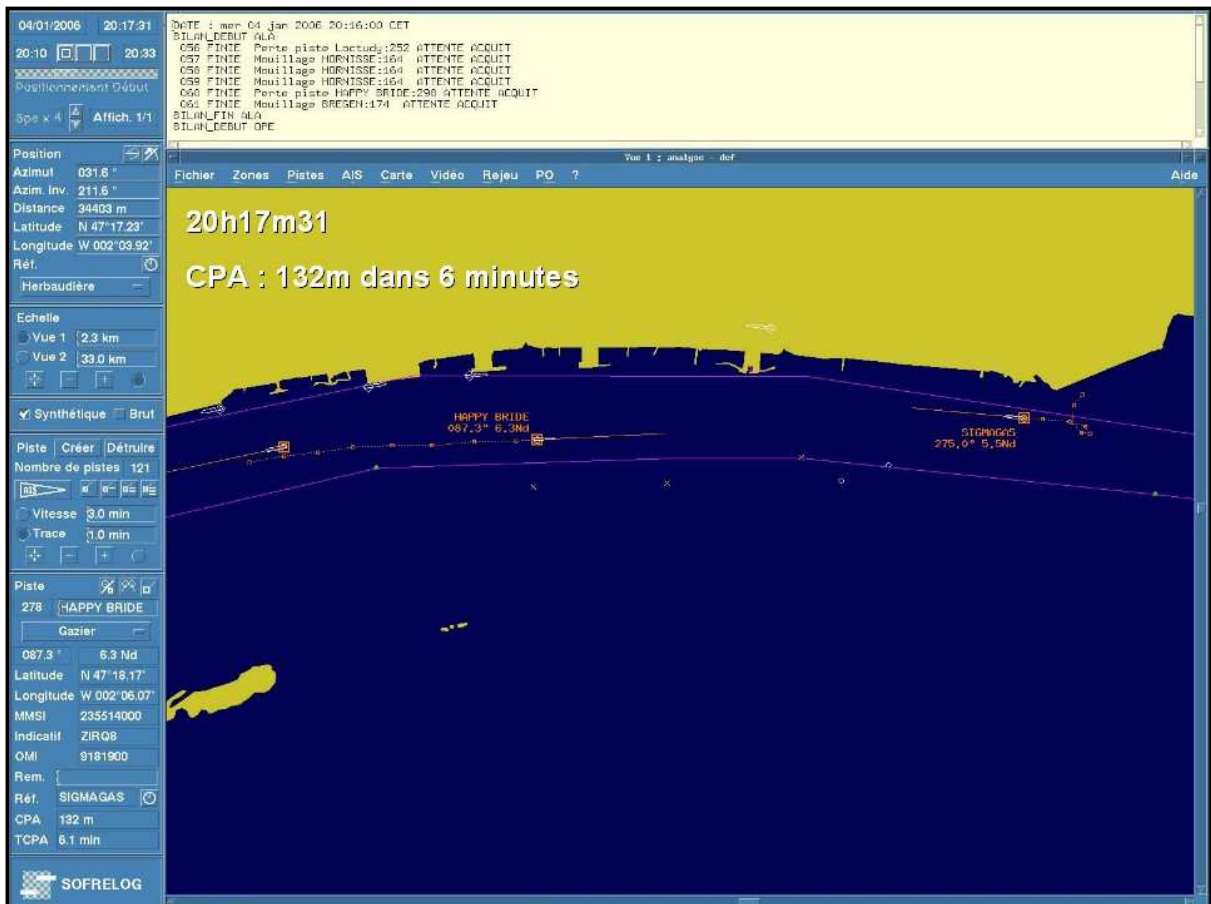 04/01/2006 20:17:31
20:10 20:33
Positionnement Début
Spe x 4 Affich. 1/1
DATE : mer 04 jan 2006 20:16:00 CET
BILAN_DEBUT ALA
056 FINIE Perte piste Loctudy:252 ATTENTE ACQUIT
057 FINIE Mouillage HORNISSE:164 ATTENTE ACQUIT
058 FINIE Mouillage HORNISSE:164 ATTENTE ACQUIT
059 FINIE Mouillage HORNISSE:164 ATTENTE ACQUIT
060 FINIE Perte piste HAPPY BRIDE:298 ATTENTE ACQUIT
061 FINIE Mouillage BREGEN:174 ATTENTE ACQUIT
BILAN_FIN ALA
BILAN_DEBUT OPE
Vue 1 : analyse - def
Fichier Zones Pistes AIS Carte Vidéo Rejeu PO ? Aide
Position
Azimut 031.6 °
Azim. Inv. 211.6 °
Distance 34403 m
Latitude N 47°17.23'
Longitude W 002°03.92'
Réf.
Herbaudière
Echelle
Vue 1 2.3 km
Vue 2 33.0 km
Synthétique Brut
Piste Créer Détruire
Nombre de pistes 121
Vitesse 3.0 min
Trace 1.0 min
Piste
278 HAPPY BRIDE
Gazier
087.3 ° 6.3 Nd
Latitude N 47°18.17'
Longitude W 002°06.07'
MMSI 235514000
Indicatif ZIRQ8
OMI 9181900
Rem.
Réf. SIGMAGAS
CPA 132 m
TCPA 6.1 min
SOFRELOG
20h17m31
CPA : 132m dans 6 minutes
HAPPY BRIDE
087.3° 6.3Nd
SIGMAGAS
275.0° 5.5Nd